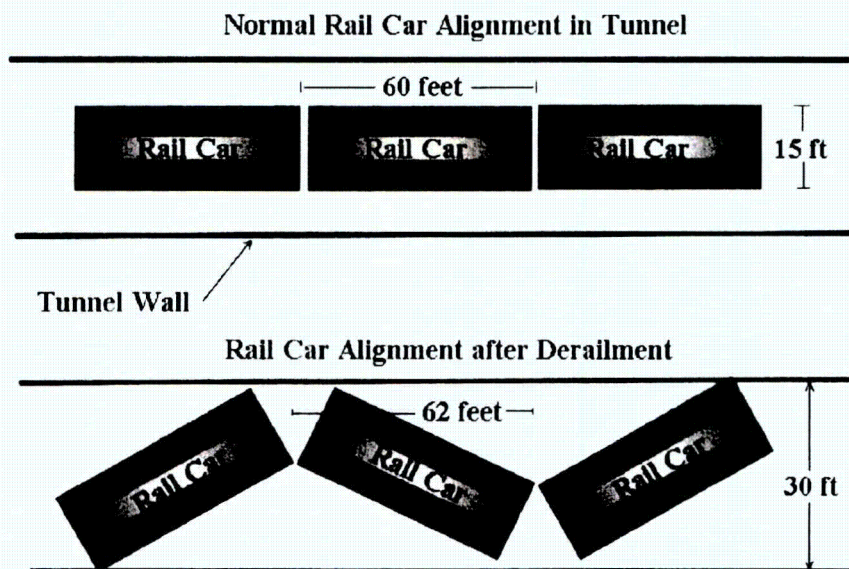 Normal Rail Car Alignment in Tunnel
60 feet
Rail Car
Rail Car
Rail Car
15 ft
Tunnel Wall
Rail Car Alignment after Derailment
62 feet
Rail Car
Rail Car
Rail Car
30 ft